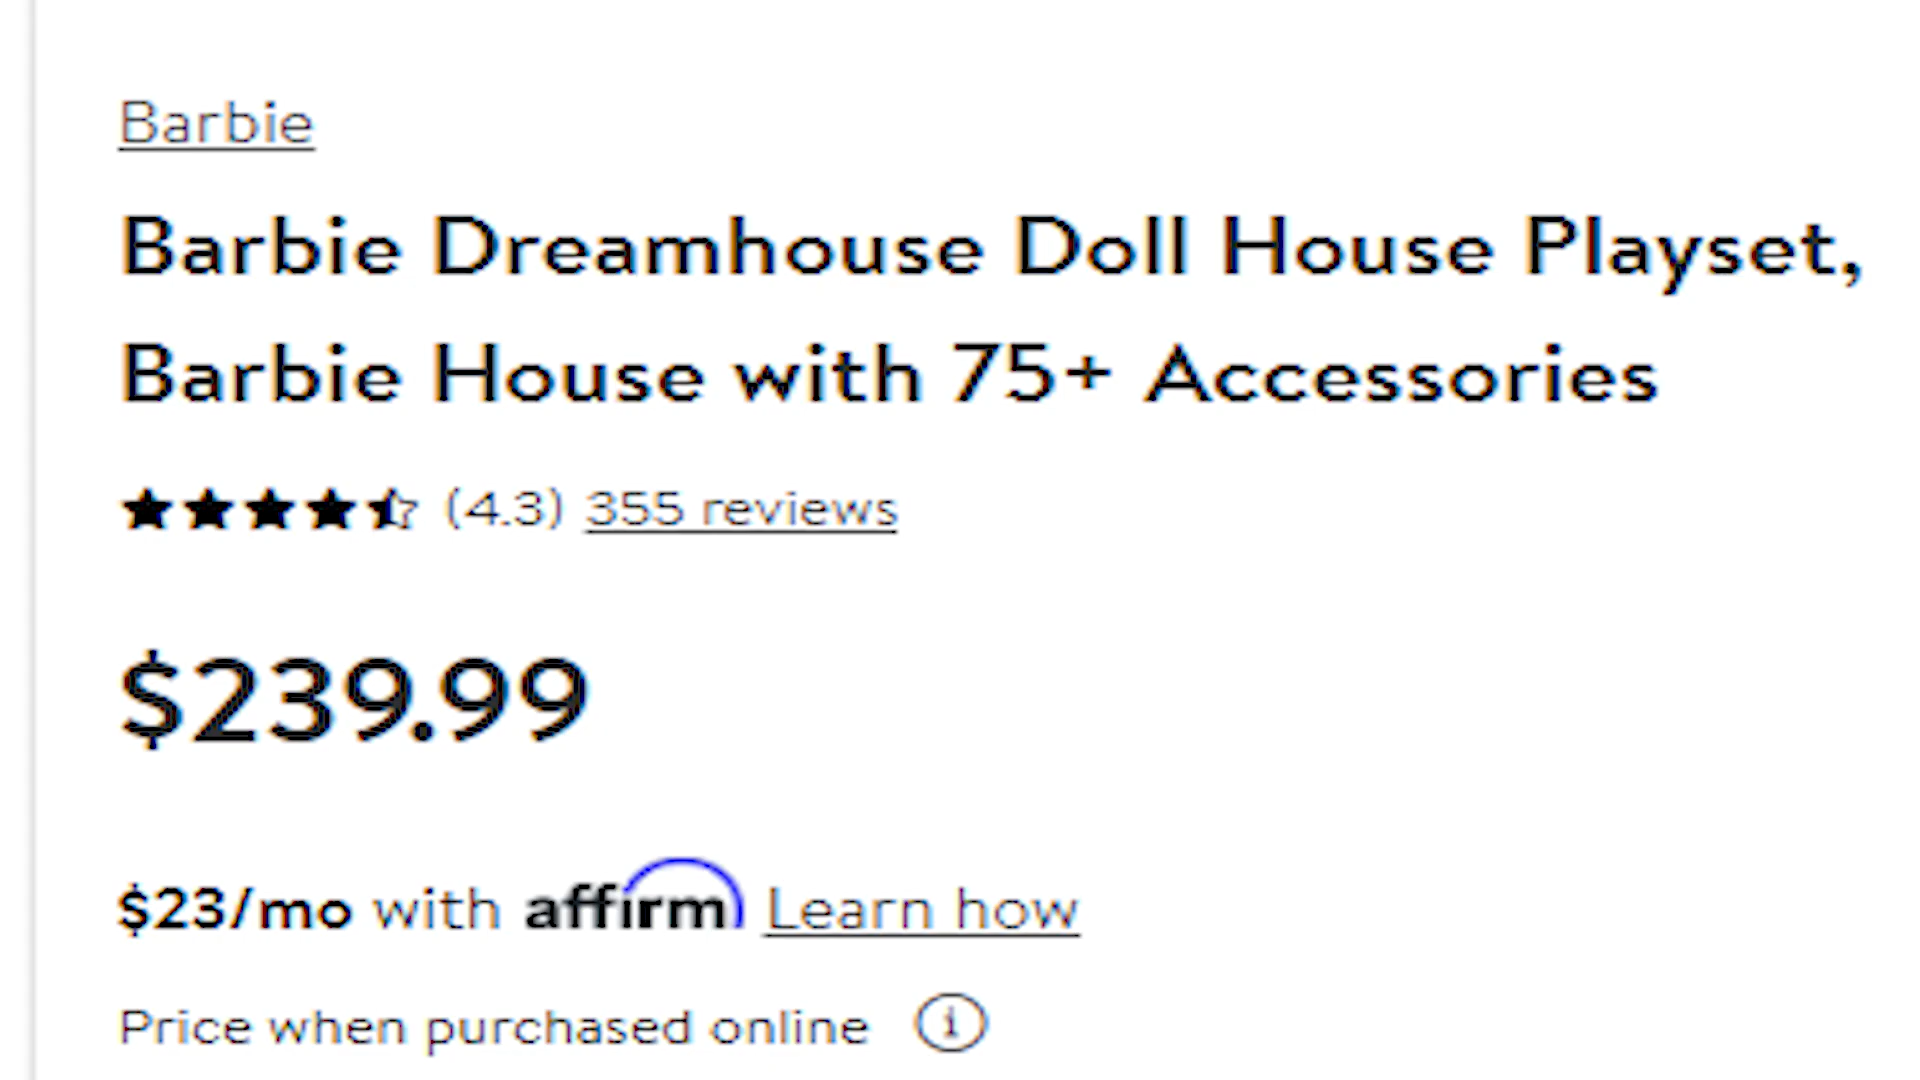 Barbie
Barbie Dreamhouse Doll House Playset,
Barbie House with 75+ Accessories
(4.3) 355 reviews
$239.99
$23/mo with affirm Learn how
Price when purchased online i